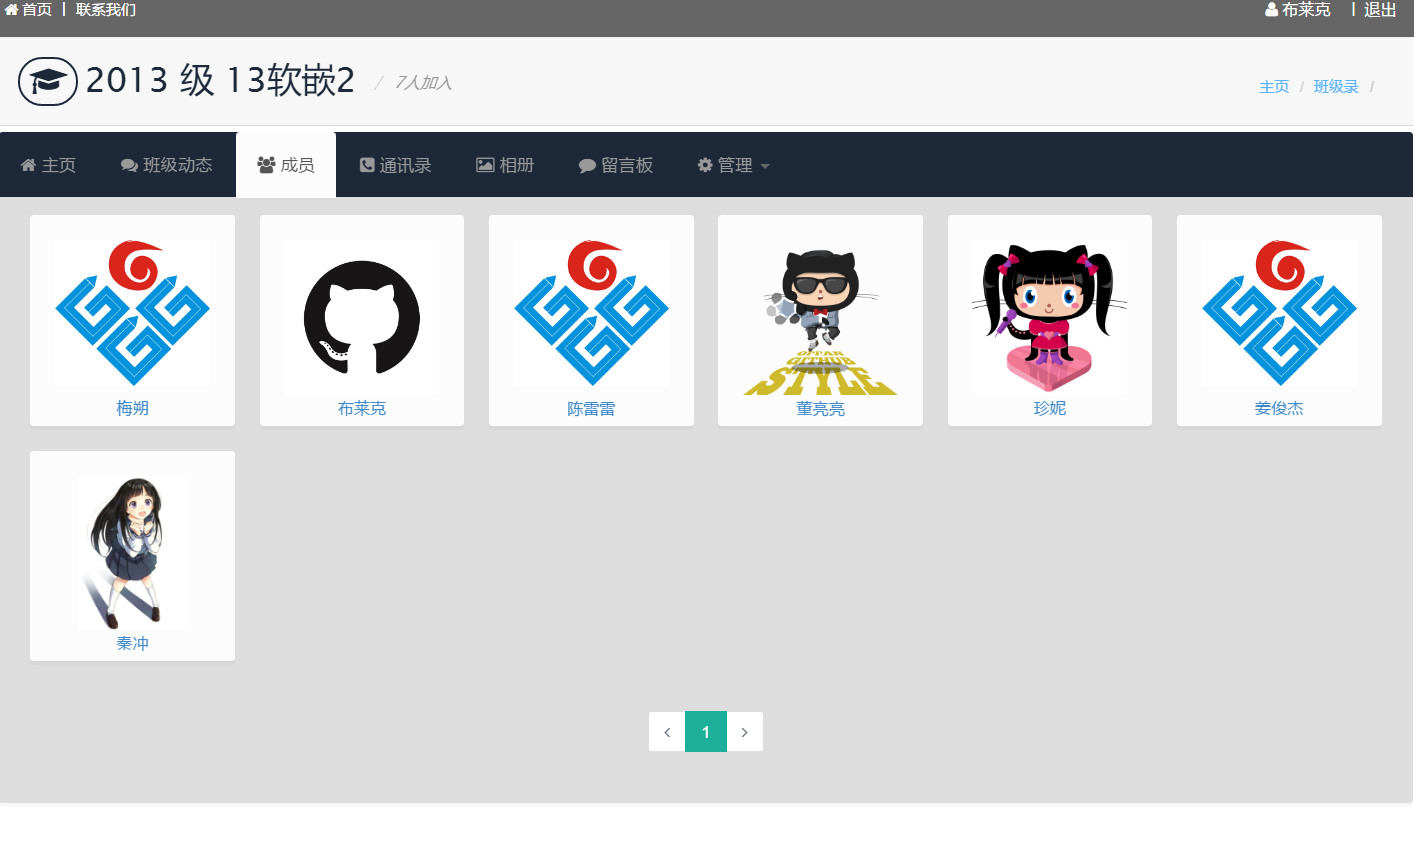 首页 | 联系我们
布莱克 | 退出
2013 级 13软嵌2 / 7人加入
主页 / 班级录 /
主页 班级动态 成员 通讯录 相册 留言板 管理
OPPAN
GITHUB
STYLE
梅朔 布莱克 陈雷雷 董亮亮 珍妮 姜俊杰
秦冲
‹ 1 ›